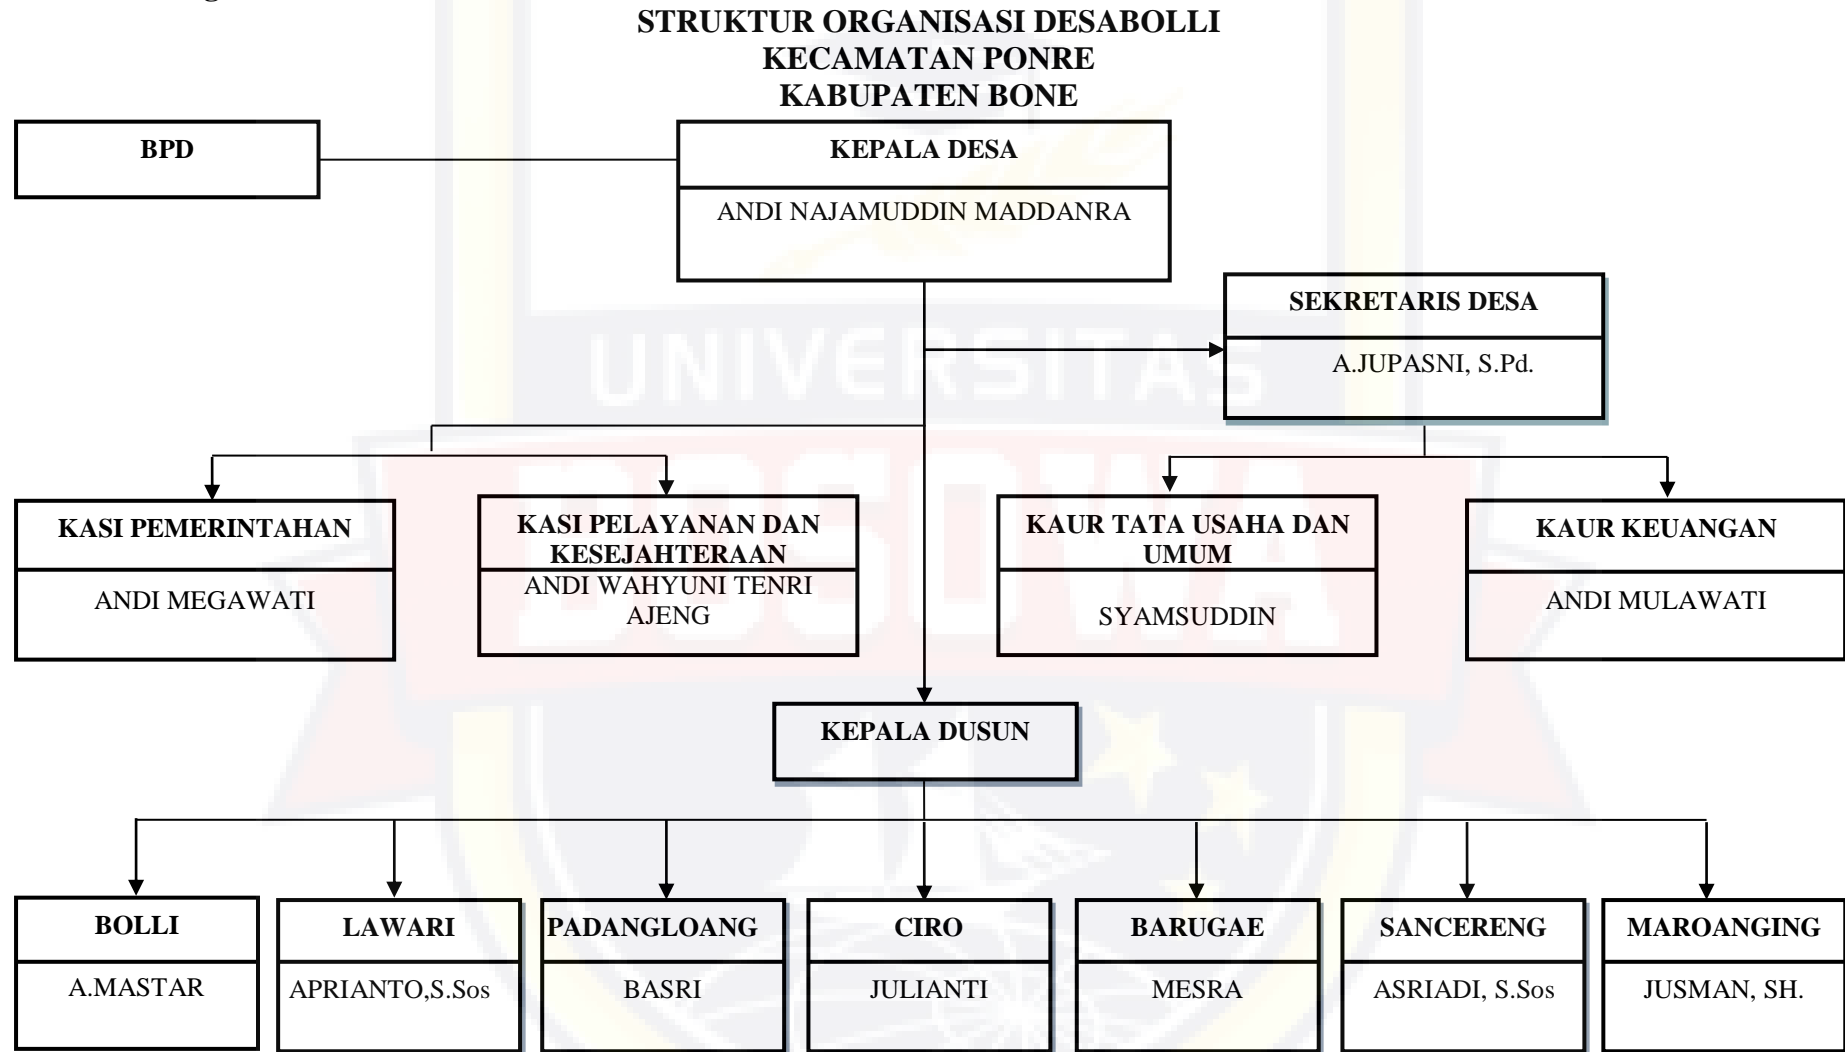 STRUKTUR ORGANISASI DESABOLLI
KECAMATAN PONRE
KABUPATEN BONE
BPD
KEPALA DESA
ANDI NAJAMUDDIN MADDANRA
SEKRETARIS DESA
A.JUPASNI, S.Pd.
UNIVERSITAS
BOSOWA
KASI PEMERINTAHAN
ANDI MEGAWATI
KASI PELAYANAN DAN
KESEJAHTERAAN
ANDI WAHYUNI TENRI
AJENG
KAUR TATA USAHA DAN
UMUM
SYAMSUDDIN
KAUR KEUANGAN
ANDI MULAWATI
KEPALA DUSUN
BOLLI
A.MASTAR
LAWARI
APRIANTO,S.Sos
PADANGLOANG
BASRI
CIRO
JULIANTI
BARUGAE
MESRA
SANCERENG
ASRIADI, S.Sos
MAROANGING
JUSMAN, SH.